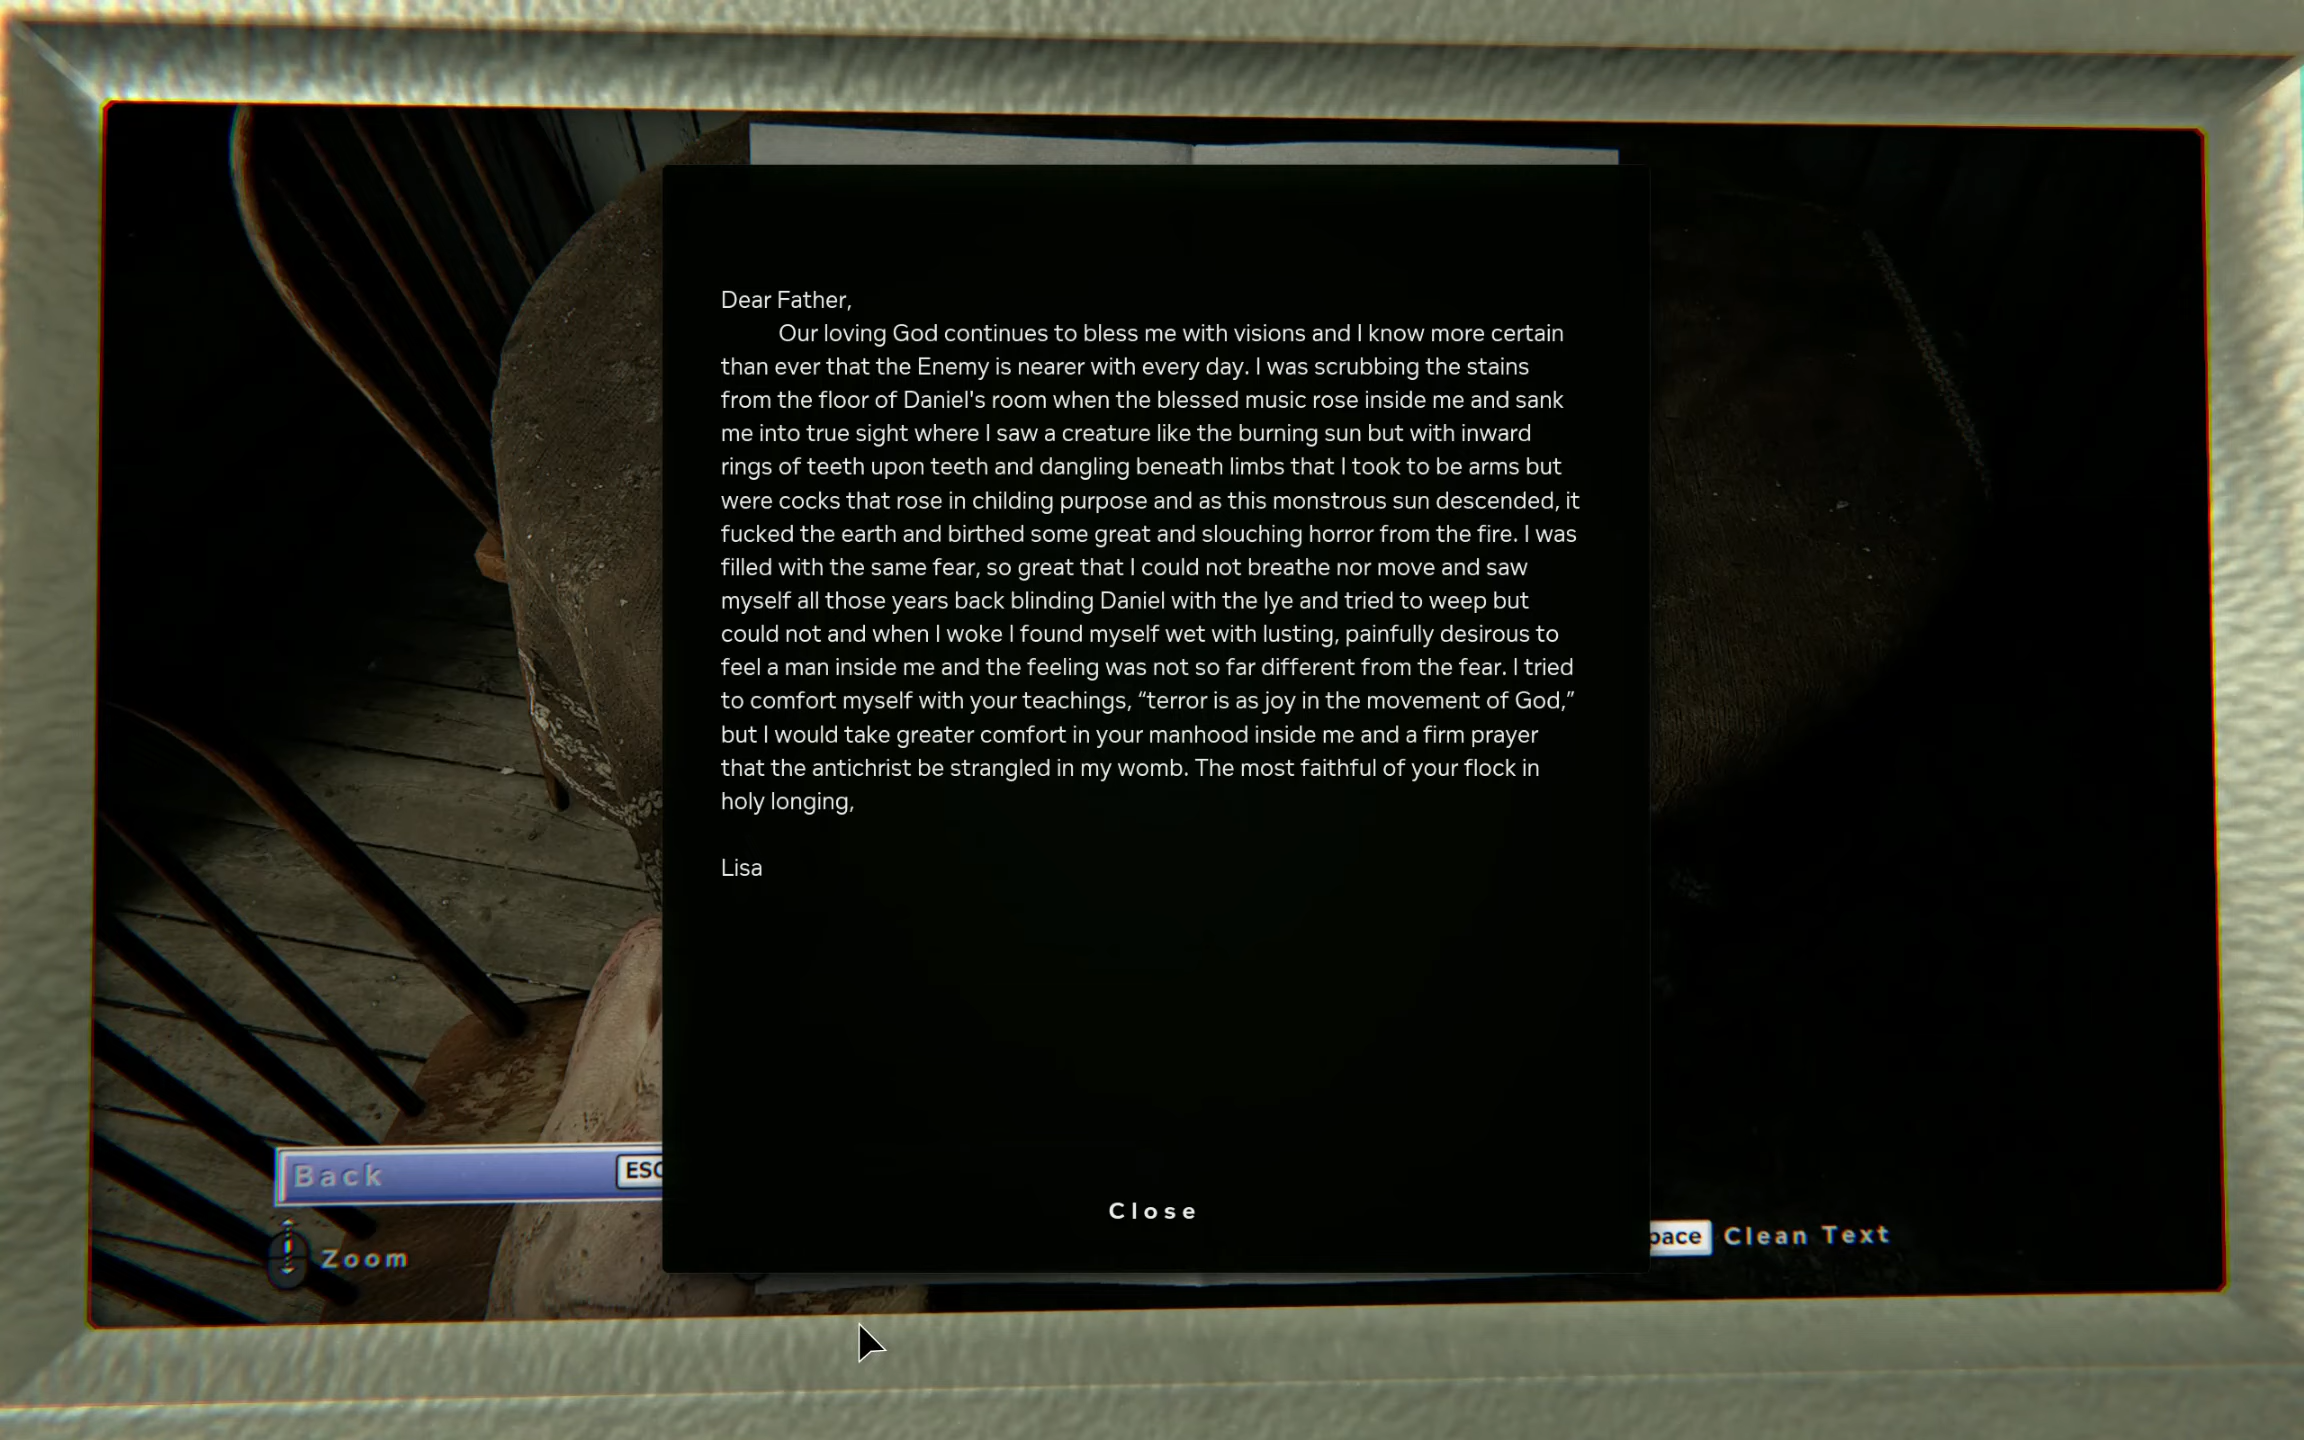 Dear Father,
Our loving God continues to bless me with visions and I know more certain
than ever that the Enemy is nearer with every day. I was scrubbing the stains
from the floor of Daniel's room when the blessed music rose inside me and sank
me into true sight where I saw a creature like the burning sun but with inward
rings of teeth upon teeth and dangling beneath limbs that I took to be arms but
were cocks that rose in childing purpose and as this monstrous sun descended, it
fucked the earth and birthed some great and slouching horror from the fire. I was
filled with the same fear, so great that I could not breathe nor move and saw
myself all those years back blinding Daniel with the lye and tried to weep but
could not and when I woke I found myself wet with lusting, painfully desirous to
feel a man inside me and the feeling was not so far different from the fear. I tried
to comfort myself with your teachings, “terror is as joy in the movement of God,”
but I would take greater comfort in your manhood inside me and a firm prayer
that the antichrist be strangled in my womb. The most faithful of your flock in
holy longing,
Lisa
Back ESC
Close
Zoom
pace Clean Text